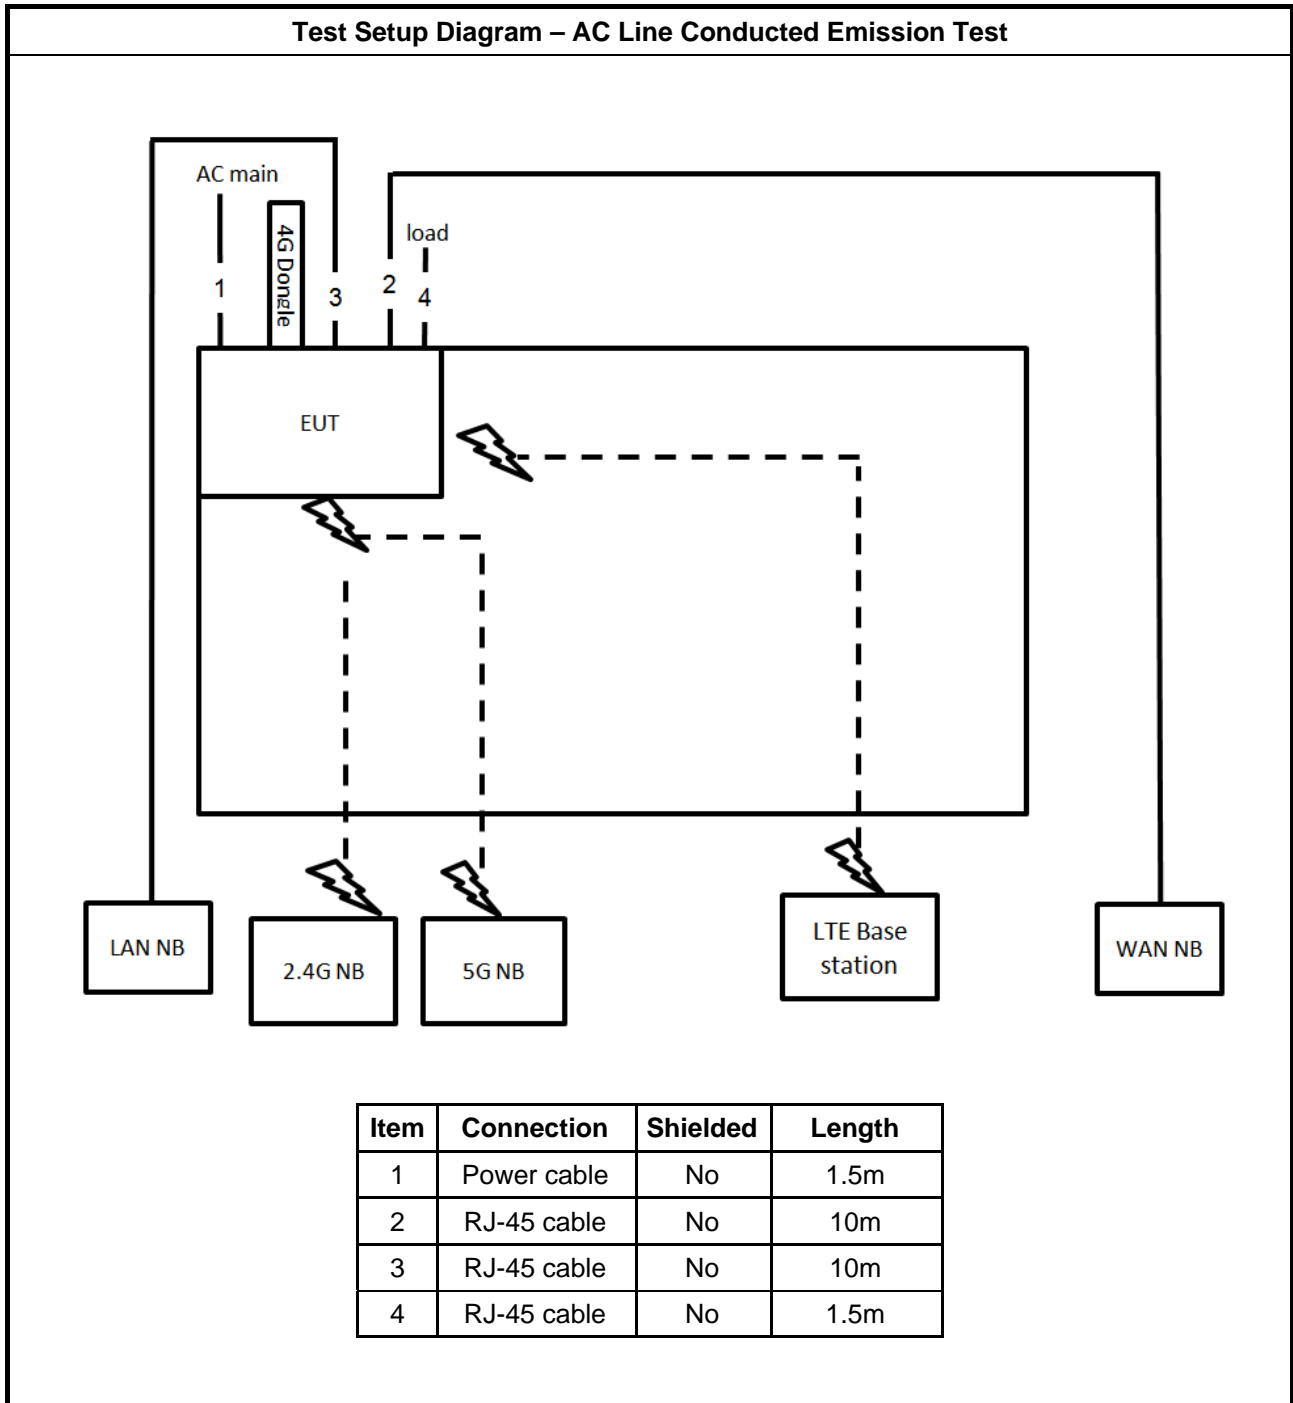 Test Setup Diagram – AC Line Conducted Emission Test
AC main
load
4G Dongle
1
3
2
4
EUT
LAN NB
2.4G NB
5G NB
LTE Base
station
WAN NB
Item Connection Shielded Length
1 Power cable No 1.5m
2 RJ-45 cable No 10m
3 RJ-45 cable No 10m
4 RJ-45 cable No 1.5m